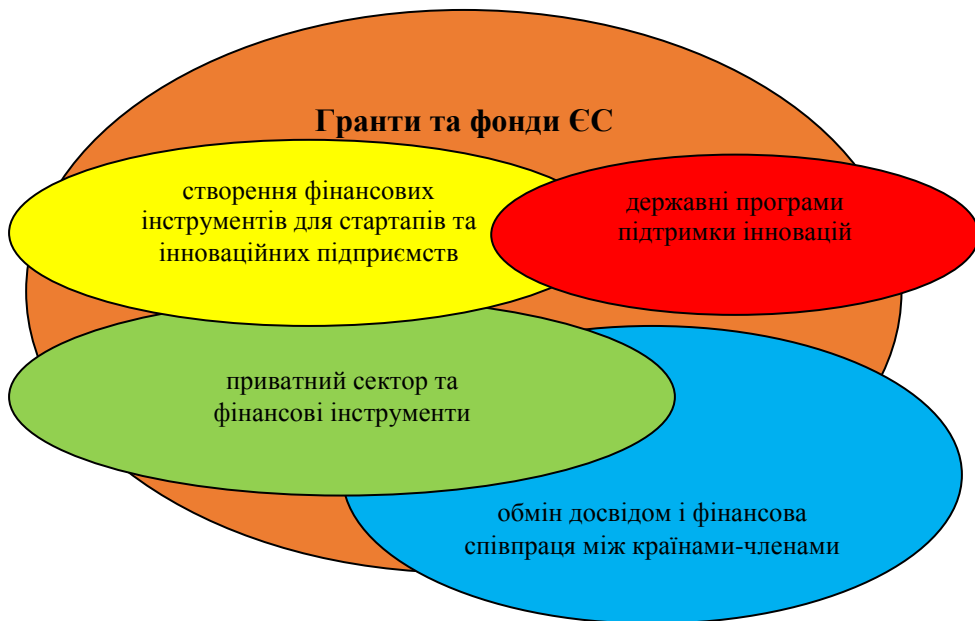 Гранти та фонди ЄС
створення фінансових
інструментів для стартапів та
інноваційних підприємств
державні програми
підтримки інновацій
приватний сектор та
фінансові інструменти
обмін досвідом і фінансова
співпраця між країнами-членами